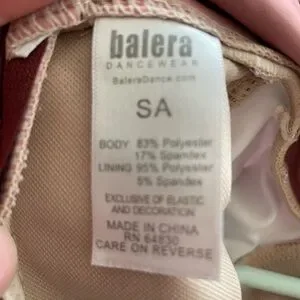 balera
DANCEWEAR
BaleraDance.com
SA
BODY 83% Polyester
17% Spandex
LINING 95% Polyester
5% Spandex
EXCLUSIVE OF ELASTIC
AND DECORATION
MADE IN CHINA
RN 64930
CARE ON REVERSE